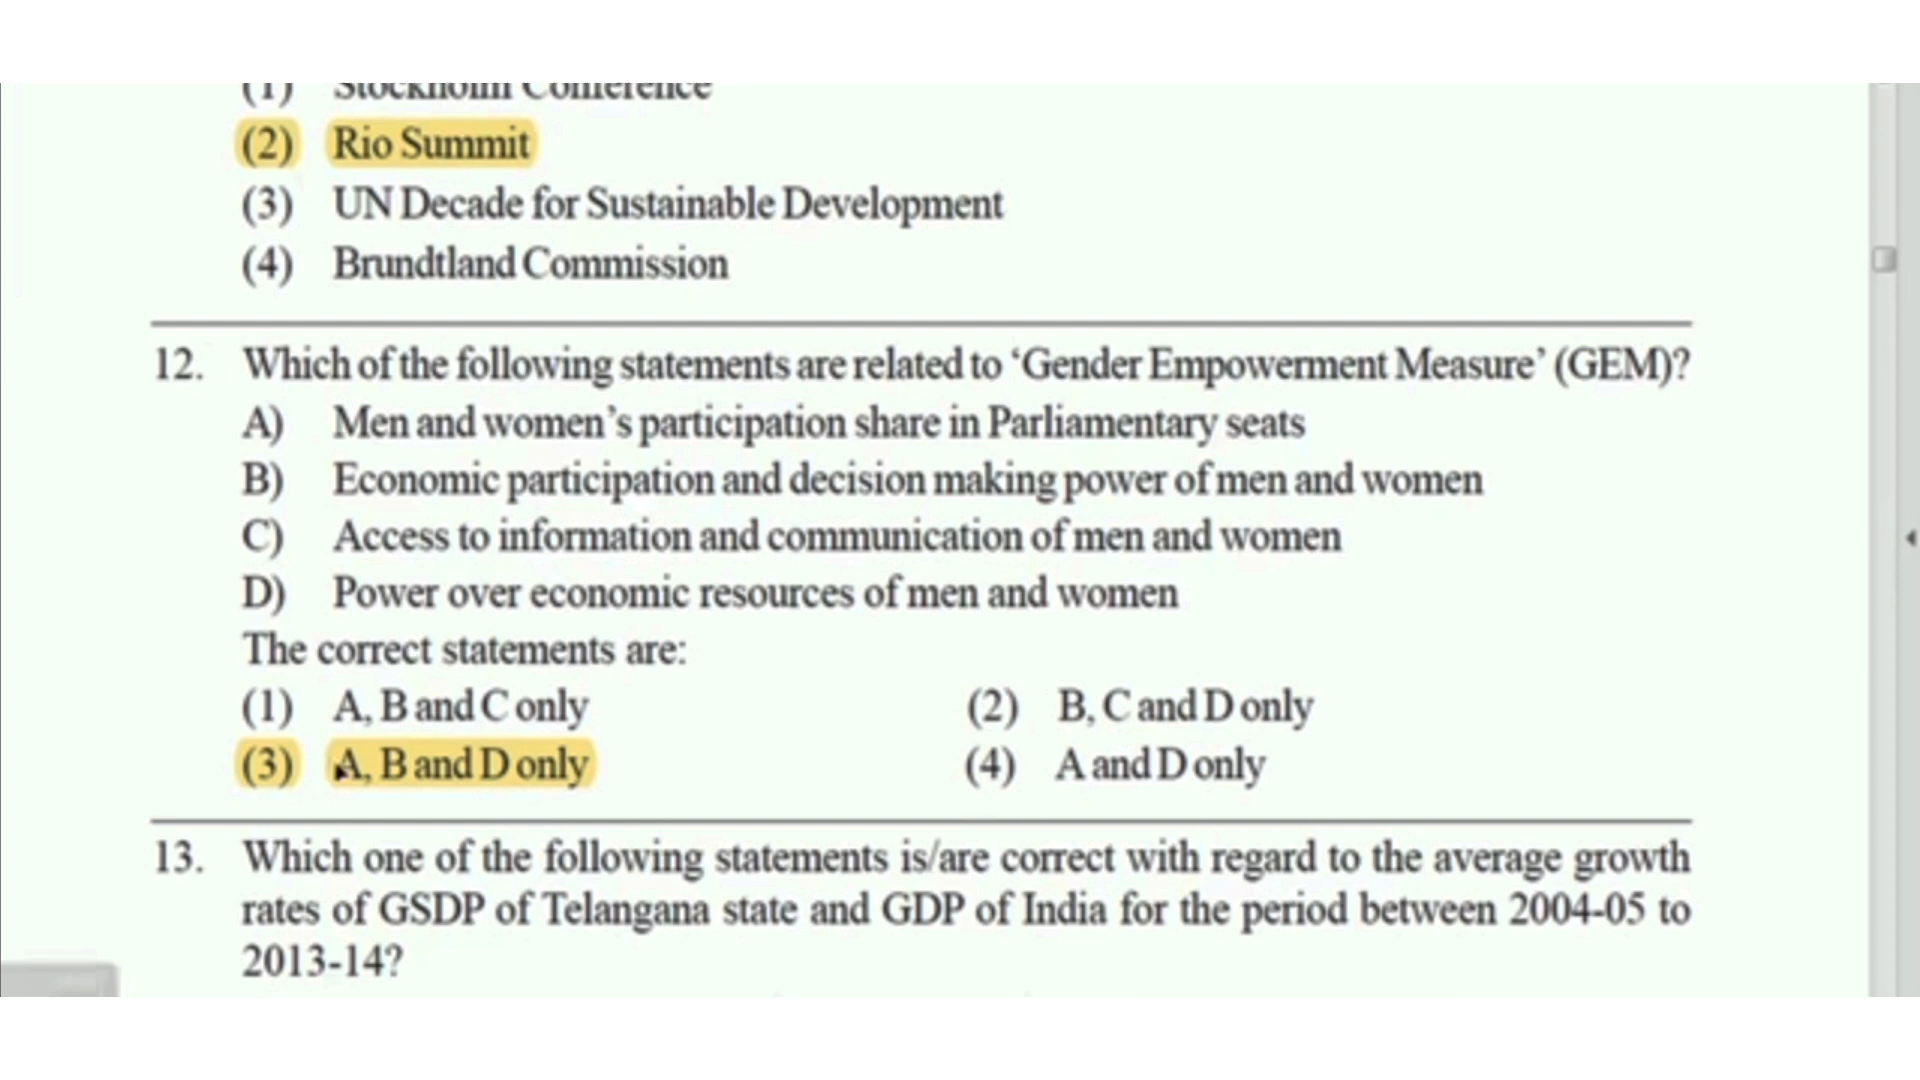 (1) Stockholm Conference
(2) Rio Summit
(3) UN Decade for Sustainable Development
(4) Brundtland Commission
12. Which of the following statements are related to ‘Gender Empowerment Measure’ (GEM)?
A) Men and women’s participation share in Parliamentary seats
B) Economic participation and decision making power of men and women
C) Access to information and communication of men and women
D) Power over economic resources of men and women
The correct statements are:
(1) A, B and C only (2) B, C and D only
(3) A, B and D only (4) A and D only
13. Which one of the following statements is/are correct with regard to the average growth
rates of GSDP of Telangana state and GDP of India for the period between 2004-05 to
2013-14?